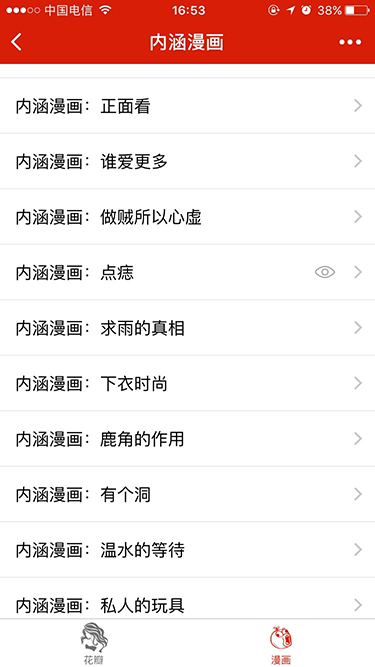 中国电信 16:53 38%
内涵漫画
内涵漫画：正面看
内涵漫画：谁爱更多
内涵漫画：做贼所以心虚
内涵漫画：点痣
内涵漫画：求雨的真相
内涵漫画：下衣时尚
内涵漫画：鹿角的作用
内涵漫画：有个洞
内涵漫画：温水的等待
内涵漫画：私人的玩具
花瓣 漫画